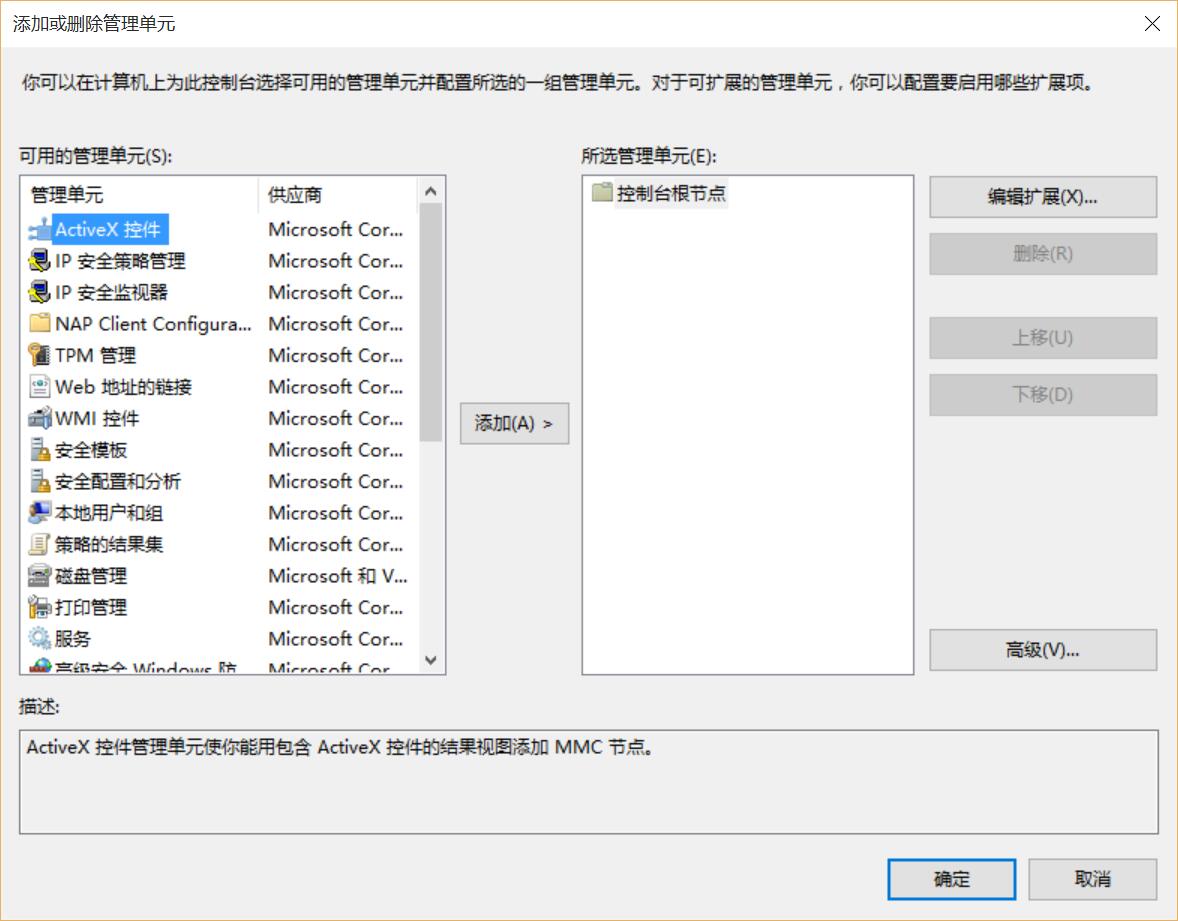 添加或删除管理单元
你可以在计算机上为此控制台选择可用的管理单元并配置所选的一组管理单元。对于可扩展的管理单元，你可以配置要启用哪些扩展项。
可用的管理单元(S):
管理单元 供应商
ActiveX 控件 Microsoft Cor...
IP 安全策略管理 Microsoft Cor...
IP 安全监视器 Microsoft Cor...
NAP Client Configura... Microsoft Cor...
TPM 管理 Microsoft Cor...
Web 地址的链接 Microsoft Cor...
WMI 控件 Microsoft Cor...
安全模板 Microsoft Cor...
安全配置和分析 Microsoft Cor...
本地用户和组 Microsoft Cor...
策略的结果集 Microsoft Cor...
磁盘管理 Microsoft 和 V...
打印管理 Microsoft Cor...
服务 Microsoft Cor...
高级安全 Windows 防 Microsoft Cor
添加(A) >
所选管理单元(E):
控制台根节点
编辑扩展(X)...
删除(R)
上移(U)
下移(D)
高级(V)...
描述:
ActiveX 控件管理单元使你能用包含 ActiveX 控件的结果视图添加 MMC 节点。
确定
取消